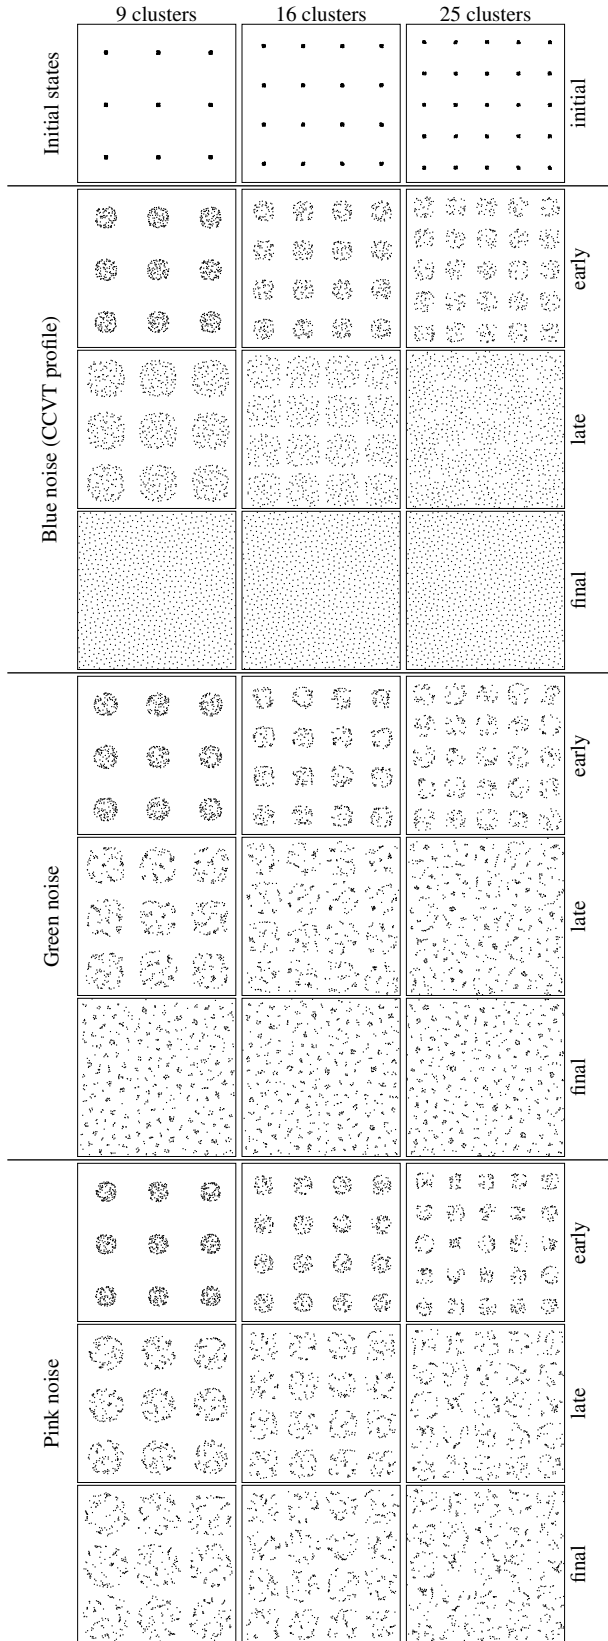 9 clusters 16 clusters 25 clusters
Initial states
initial
Blue noise (CCVT profile)
early
late
final
Green noise
early
late
final
Pink noise
early
late
final